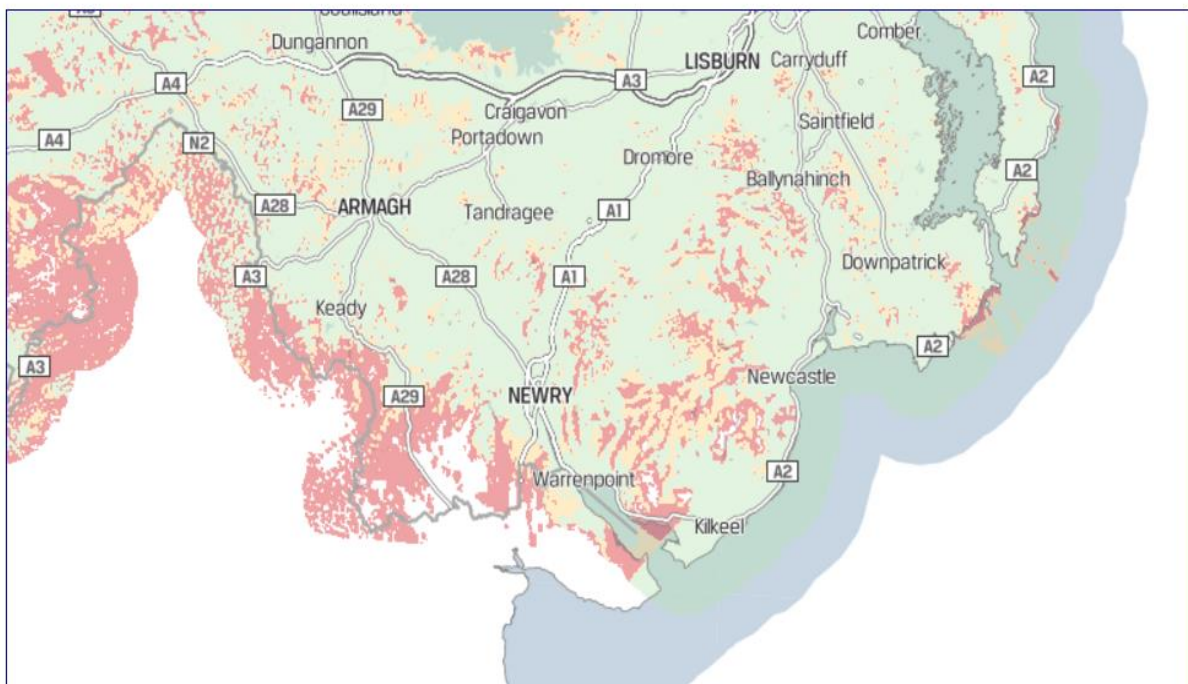 Coalisland
Comber
Dungannon
LISBURN
Carryduff
A4
A3
A2
Craigavon
A29
Portadown
Saintfield
A4
N2
Dromore
Ballynahinch
A2
A28
ARMAGH
Tandragee
A1
Downpatrick
A3
A28
A1
Keady
A2
A3
Newcastle
A29
NEWRY
A2
Warrenpoint
Kilkeel